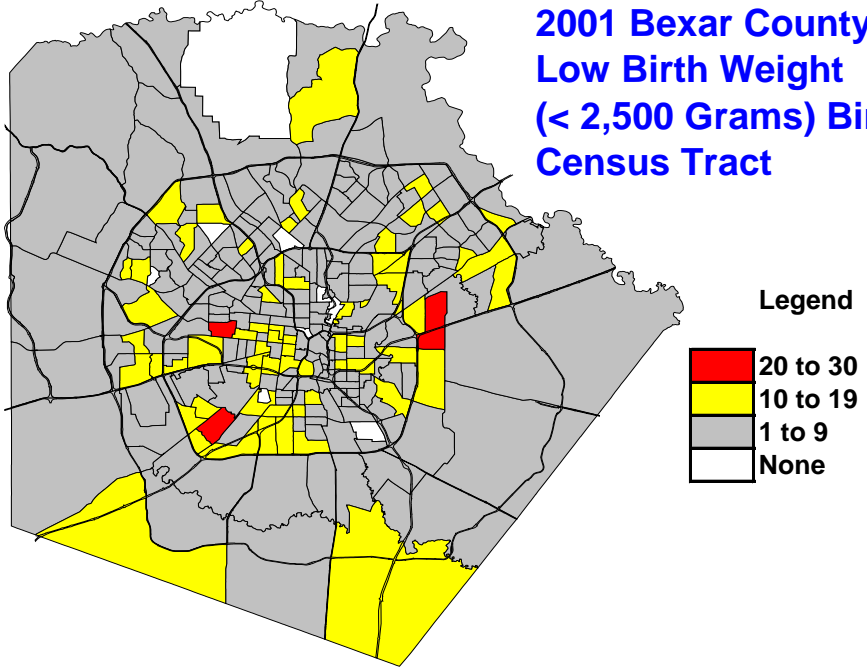 2001 Bexar County
Low Birth Weight
(< 2,500 Grams)
Census Tract
Legend
20 to 30
10 to 19
1 to 9
None